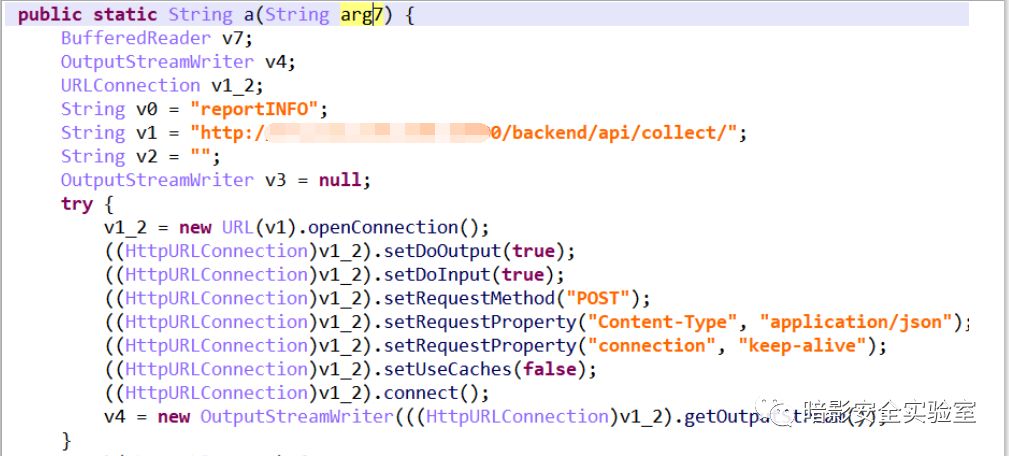 public static String a(String arg7) {
BufferedReader v7;
OutputStreamWriter v4;
URLConnection v1_2;
String v0 = "reportINFO";
String v1 = "http:/ 0/backend/api/collect/";
String v2 = "";
OutputStreamWriter v3 = null;
try {
v1_2 = new URL(v1).openConnection();
((HttpURLConnection)v1_2).setDoOutput(true);
((HttpURLConnection)v1_2).setDoInput(true);
((HttpURLConnection)v1_2).setRequestMethod("POST");
((HttpURLConnection)v1_2).setRequestProperty("Content-Type", "application/json");
((HttpURLConnection)v1_2).setRequestProperty("connection", "keep-alive");
((HttpURLConnection)v1_2).setUseCaches(false);
((HttpURLConnection)v1_2).connect();
v4 = new OutputStreamWriter(((HttpURLConnection)v1_2).getOutputStream());
暗影安全实验室
}